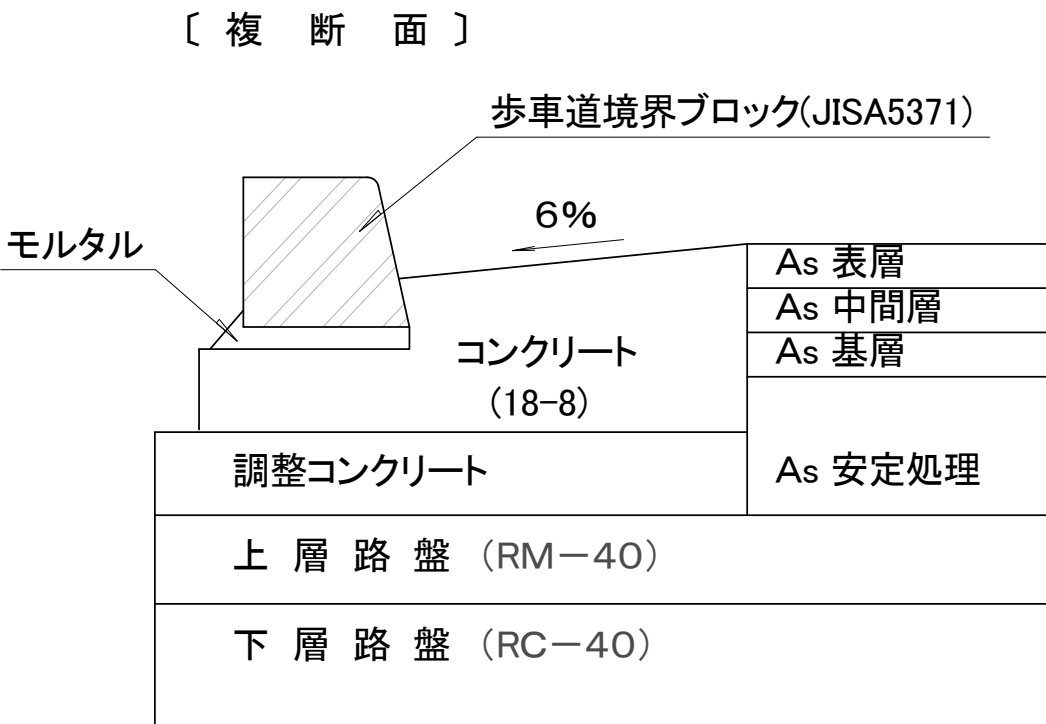 〔 複 断 面 〕
歩車道境界ブロック(JISA5371)
6%
モルタル
As 表層
As 中間層
As 基層
コンクリート
(18-8)
調整コンクリート
As 安定処理
上 層 路 盤 (RM-40)
下 層 路 盤 (RC-40)